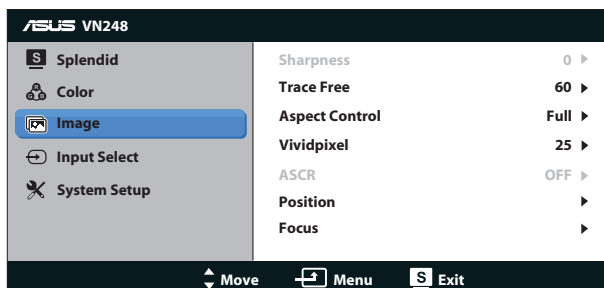 ASUS VN248
S Splendid
Color
Image
Input Select
System Setup
Sharpness 0
Trace Free 60
Aspect Control Full
Vividpixel 25
ASCR OFF
Position
Focus
Move Menu S Exit